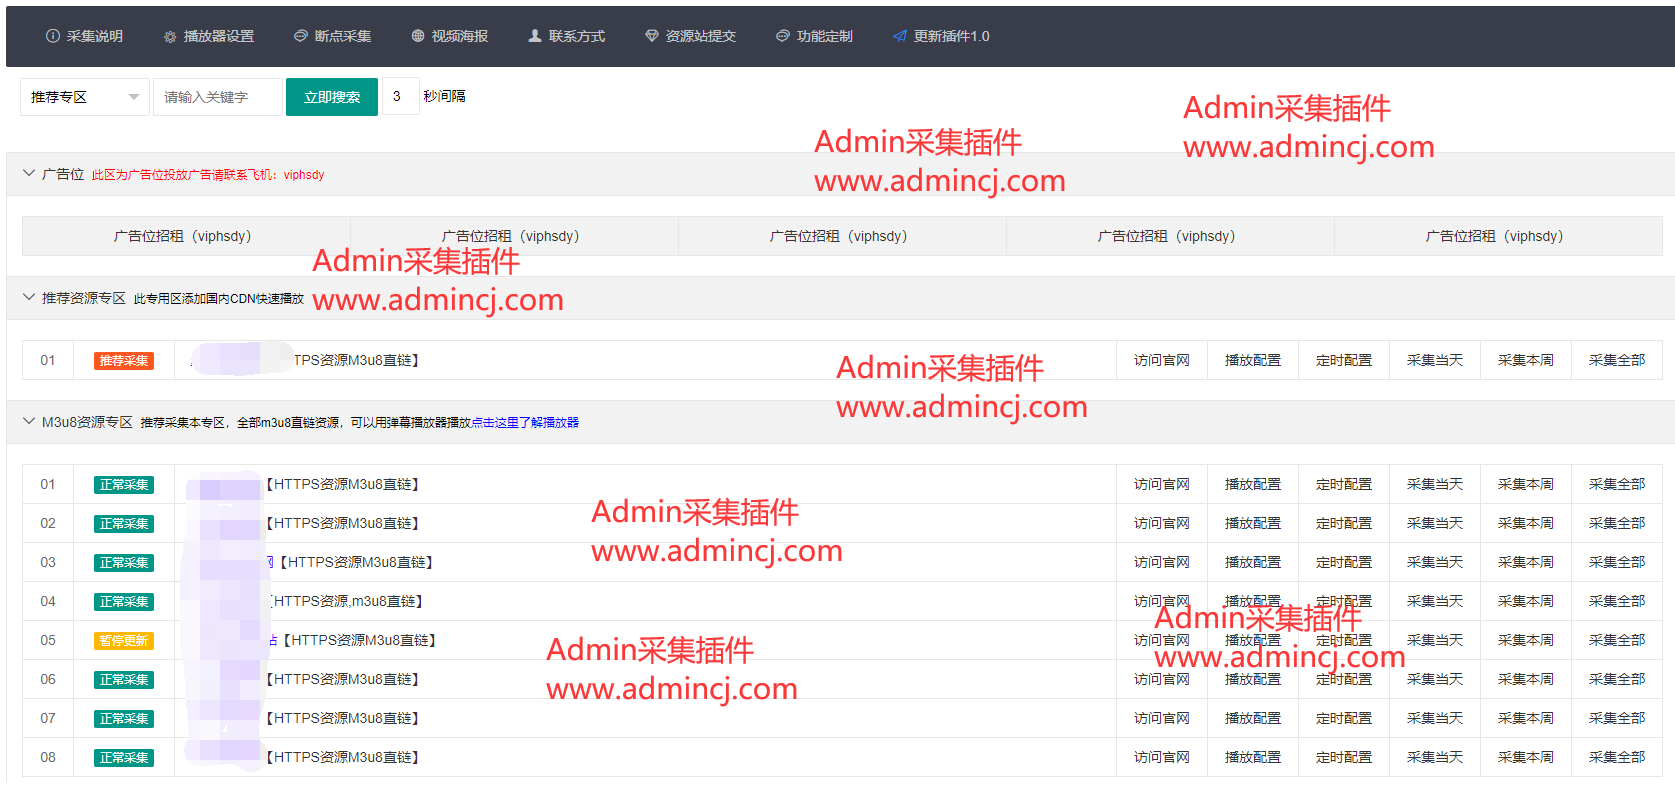 采集说明 播放器设置 断点采集 视频海报 联系方式 资源站提交 功能定制 更新插件1.0
推荐专区 请输入关键字 立即搜索 3 秒间隔
Admin采集插件
www.admincj.com
Admin采集插件
www.admincj.com
广告位 此区为广告位投放广告请联系飞机：viphsdy
广告位招租（viphsdy） 广告位招租（viphsdy） 广告位招租（viphsdy） 广告位招租（viphsdy） 广告位招租（viphsdy）
Admin采集插件
www.admincj.com
推荐资源专区 此专用区添加国内CDN快速播放
01 推荐采集 TPS资源M3u8直链】 访问官网 播放配置 定时配置 采集当天 采集本周 采集全部
Admin采集插件
www.admincj.com
M3u8资源专区 推荐采集本专区，全部m3u8直链资源，可以用弹幕播放器播放点击这里了解播放器
01 正常采集 【HTTPS资源M3u8直链】 访问官网 播放配置 定时配置 采集当天 采集本周 采集全部
02 正常采集 【HTTPS资源M3u8直链】 访问官网 播放配置 定时配置 采集当天 采集本周 采集全部
Admin采集插件
www.admincj.com
03 正常采集 网【HTTPS资源M3u8直链】 访问官网 播放配置 定时配置 采集当天 采集本周 采集全部
04 正常采集 【HTTPS资源,m3u8直链】 访问官网 播放配置 定时配置 采集当天 采集本周 采集全部
Admin采集插件
www.admincj.com
05 暂停更新 站【HTTPS资源M3u8直链】 访问官网 播放配置 定时配置 采集当天 采集本周 采集全部
Admin采集插件
www.admincj.com
06 正常采集 【HTTPS资源M3u8直链】 访问官网 播放配置 定时配置 采集当天 采集本周 采集全部
07 正常采集 【HTTPS资源M3u8直链】 访问官网 播放配置 定时配置 采集当天 采集本周 采集全部
08 正常采集 【HTTPS资源M3u8直链】 访问官网 播放配置 定时配置 采集当天 采集本周 采集全部